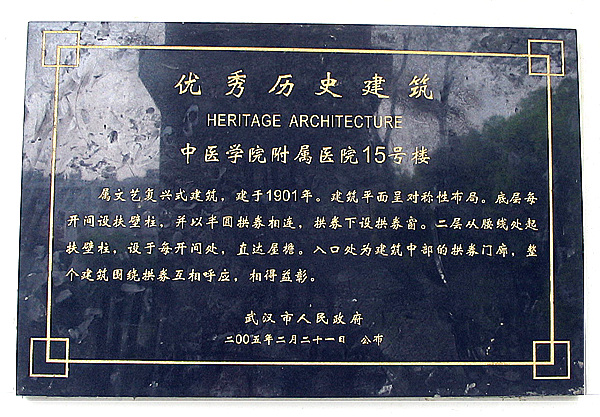 优秀历史建筑
HERITAGE ARCHITECTURE
中医学院附属医院15号楼
属文艺复兴式建筑，建于1901年。建筑平面呈对称性布局。底层每
开间设扶壁柱，并以半圆拱券相连，拱券下设拱券窗。二层从腰线处起
扶壁柱，设于每开间处，直达屋檐。入口处为建筑中部的拱券门廊，整
个建筑围绕拱券互相呼应，相得益彰。
武汉市人民政府
二〇〇五年二月二十一日 公布